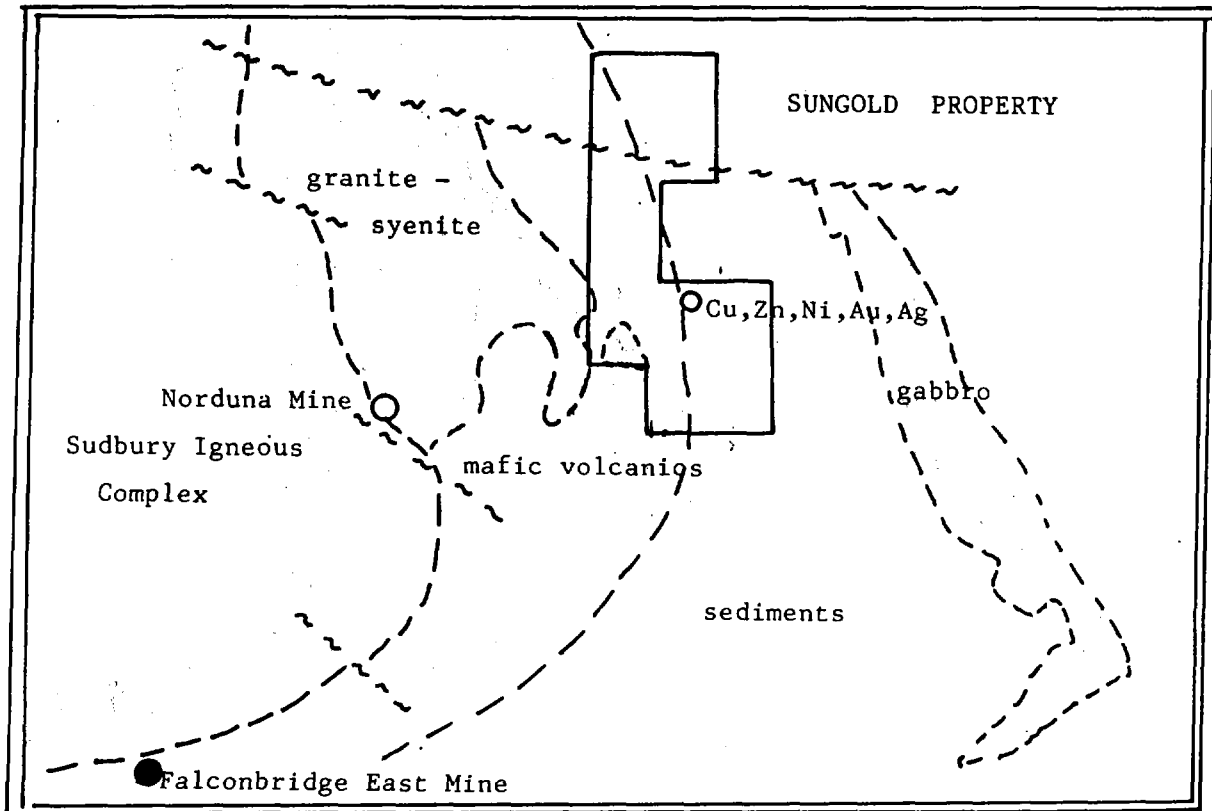 SUNGOLD PROPERTY
granite -
syenite
Cu,Zn,Ni,Au,Ag
gabbro
Norduna Mine
Sudbury Igneous
Complex
mafic volcanios
sediments
Falconbridge East Mine